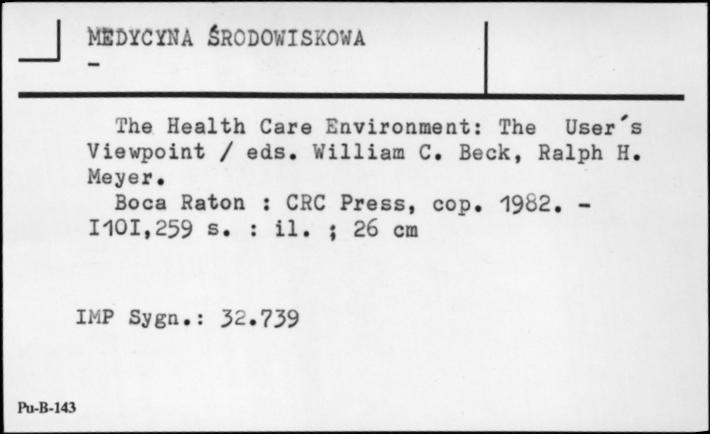 MEDYCYNA ŚRODOWISKOWA
–
The Health Care Environment: The User´s
Viewpoint / eds. William C. Beck, Ralph H.
Meyer.
Boca Raton : CRC Press, cop. 1982. -
I10I,259 s. : il. ; 26 cm
IMP Sygn.: 32.739
Pu-B-143